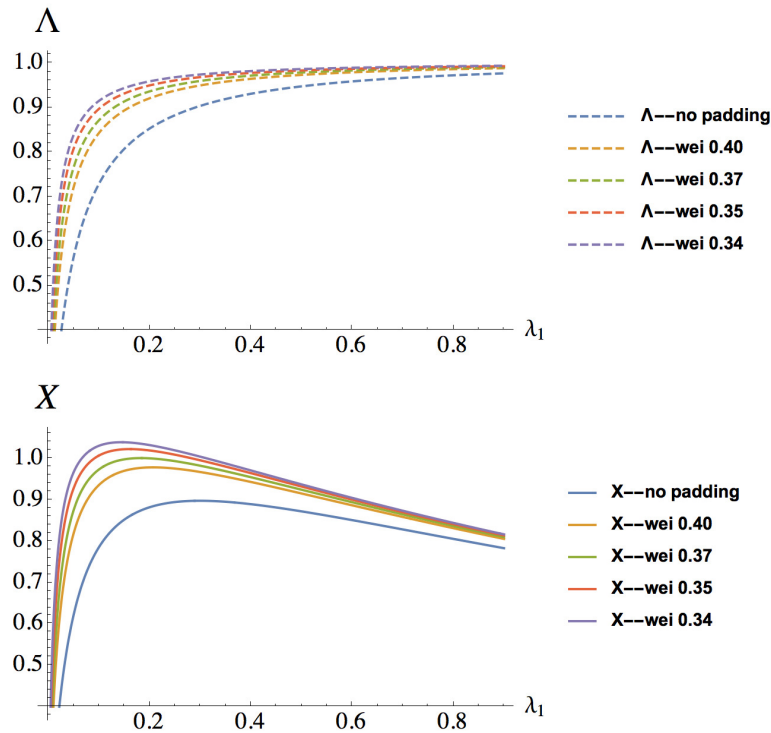 Λ
1.0
0.9
0.8
0.7
0.6
0.5
0.2 0.4 0.6 0.8 λ1
Λ--no padding
Λ--wei 0.40
Λ--wei 0.37
Λ--wei 0.35
Λ--wei 0.34
X
1.0
0.9
0.8
0.7
0.6
0.5
0.2 0.4 0.6 0.8 λ1
X--no padding
X--wei 0.40
X--wei 0.37
X--wei 0.35
X--wei 0.34